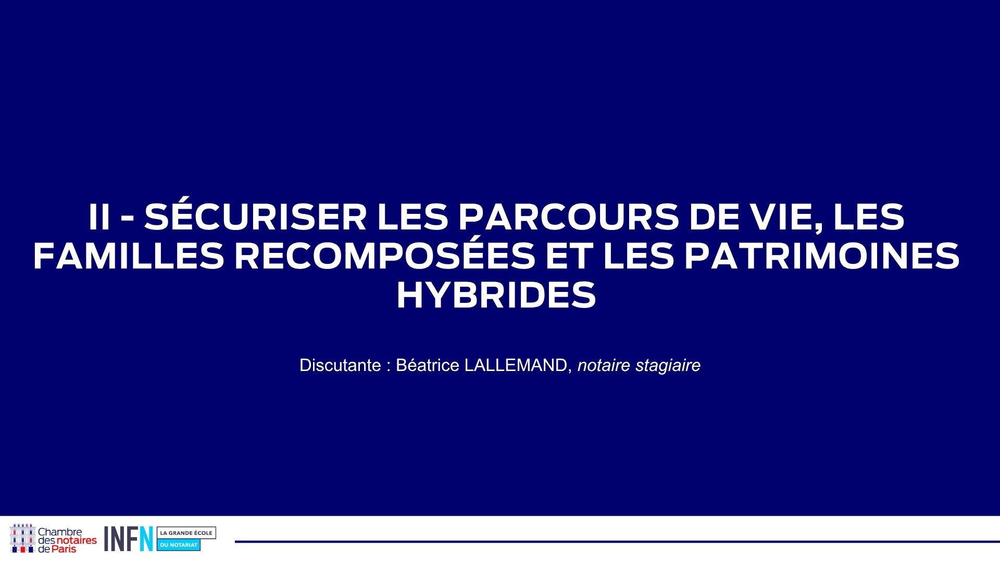 II - SÉCURISER LES PARCOURS DE VIE, LES
FAMILLES RECOMPOSÉES ET LES PATRIMOINES
HYBRIDES
Discutante : Béatrice LALLEMAND, notaire stagiaire
Chambre
des notaires
de Paris
INFN
LA GRANDE ÉCOLE
DU NOTARIAT